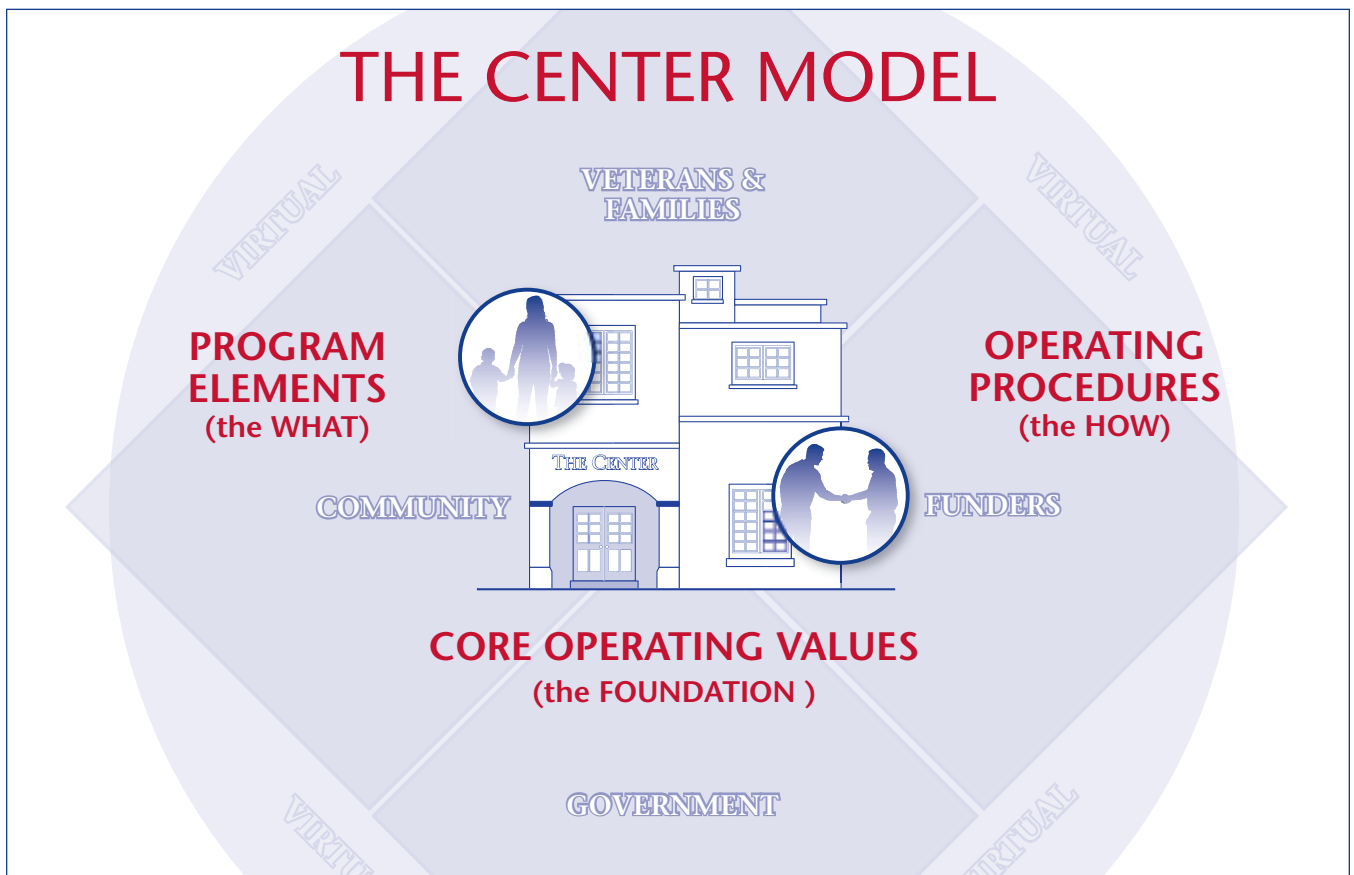 THE CENTER MODEL
VIRTUAL
VETERANS &
FAMILIES
VIRTUAL
PROGRAM
ELEMENTS
(the WHAT)
OPERATING
PROCEDURES
(the HOW)
THE CENTER
COMMUNITY
FUNDERS
CORE OPERATING VALUES
(the FOUNDATION )
GOVERNMENT
VIRTUAL
VIRTUAL